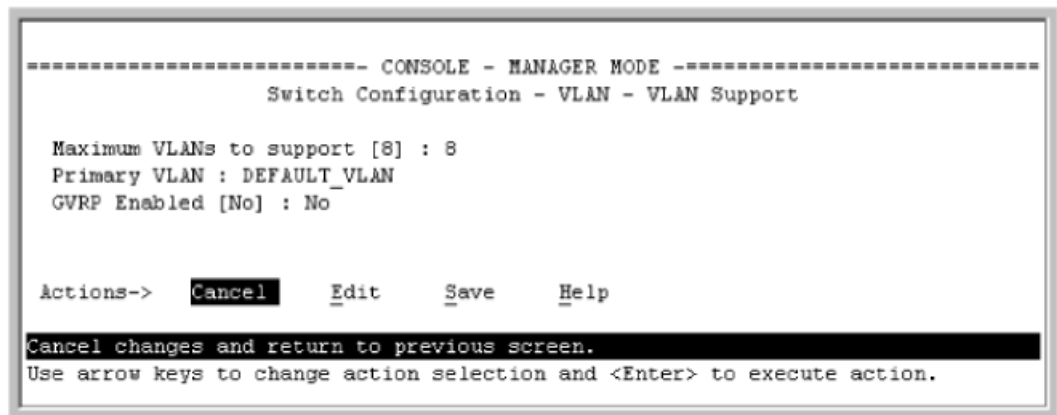 ===========================- CONSOLE - MANAGER MODE -============================
Switch Configuration - VLAN - VLAN Support
Maximum VLANs to support [8] : 8
Primary VLAN : DEFAULT_VLAN
GVRP Enabled [No] : No
Actions-> Cancel Edit Save Help
Cancel changes and return to previous screen.
Use arrow keys to change action selection and <Enter> to execute action.